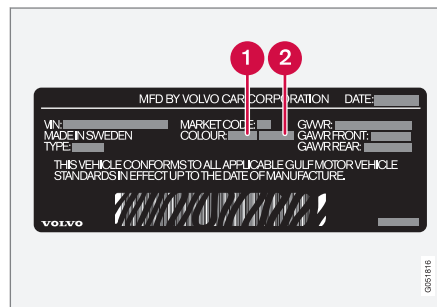 1 2
MFD BY VOLVO CAR CORPORATION DATE:
VIN: MARKET CODE: GVWR:
MADE IN SWEDEN COLOUR: GAWR FRONT:
TYPE: GAWR REAR:
THIS VEHICLE CONFORMS TO ALL APPLICABLE GULF MOTOR VEHICLE
STANDARDS IN EFFECT UP TO THE DATE OF MANUFACTURE.
VOLVO
G051816